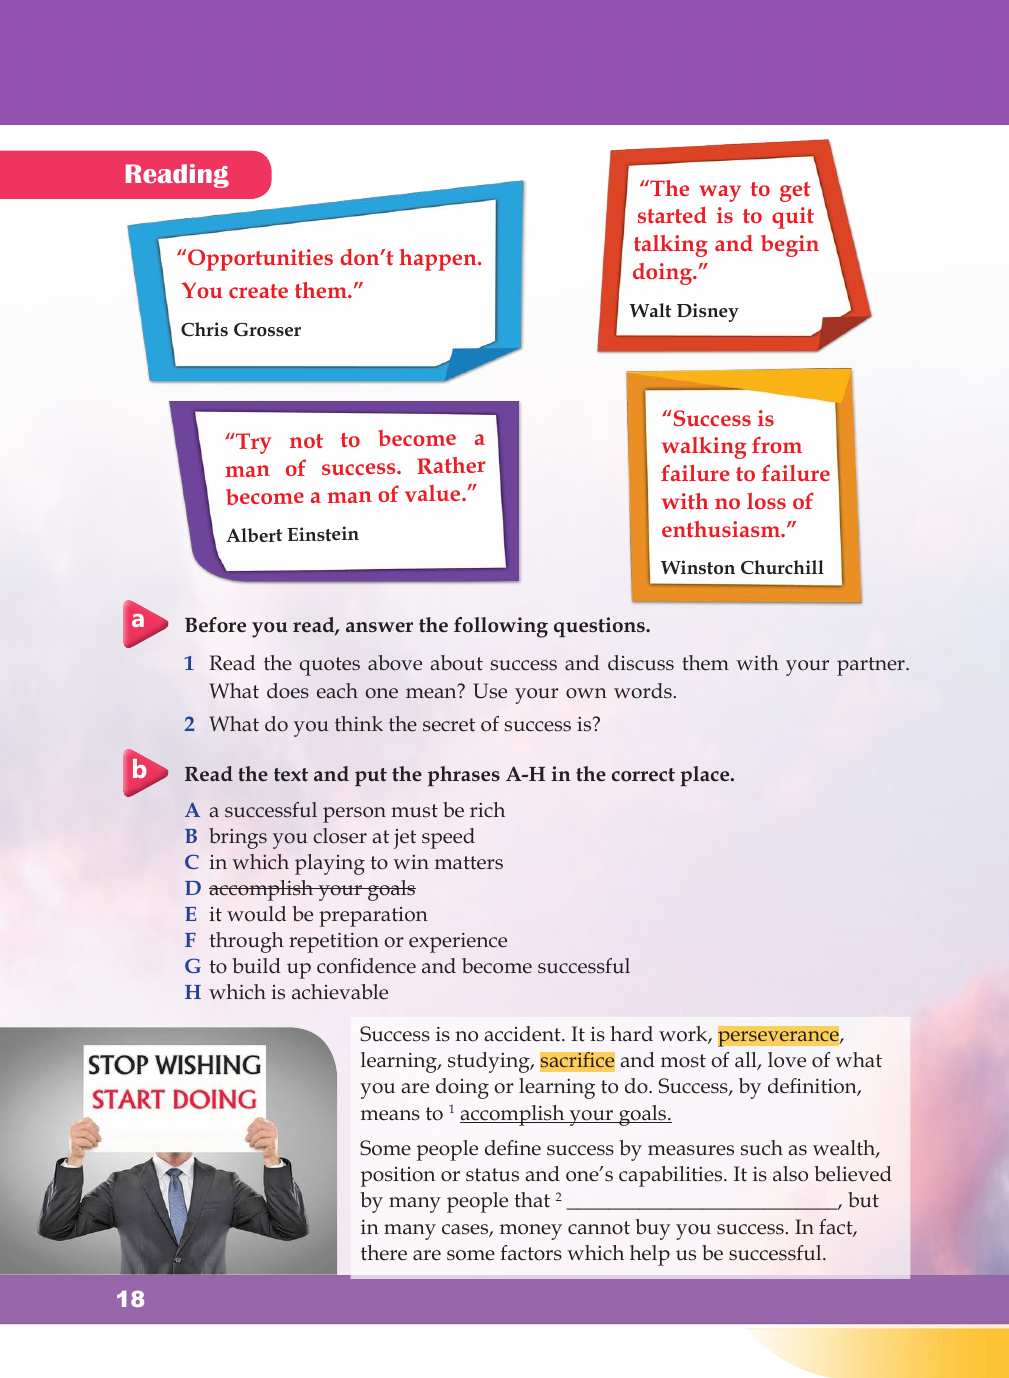 Reading
“Opportunities don’t happen.
You create them.”
Chris Grosser
“The way to get
started is to quit
talking and begin
doing.”
Walt Disney
“Try not to become a
man of success. Rather
become a man of value.”
Albert Einstein
“Success is
walking from
failure to failure
with no loss of
enthusiasm.”
Winston Churchill
a Before you read, answer the following questions.
1 Read the quotes above about success and discuss them with your partner.
What does each one mean? Use your own words.
2 What do you think the secret of success is?
b Read the text and put the phrases A-H in the correct place.
A a successful person must be rich
B brings you closer at jet speed
C in which playing to win matters
D accomplish your goals
E it would be preparation
F through repetition or experience
G to build up confidence and become successful
H which is achievable
STOP WISHING
START DOING
Success is no accident. It is hard work, perseverance,
learning, studying, sacrifice and most of all, love of what
you are doing or learning to do. Success, by definition,
means to 1 accomplish your goals.
Some people define success by measures such as wealth,
position or status and one’s capabilities. It is also believed
by many people that 2 ___________________________, but
in many cases, money cannot buy you success. In fact,
there are some factors which help us be successful.
18